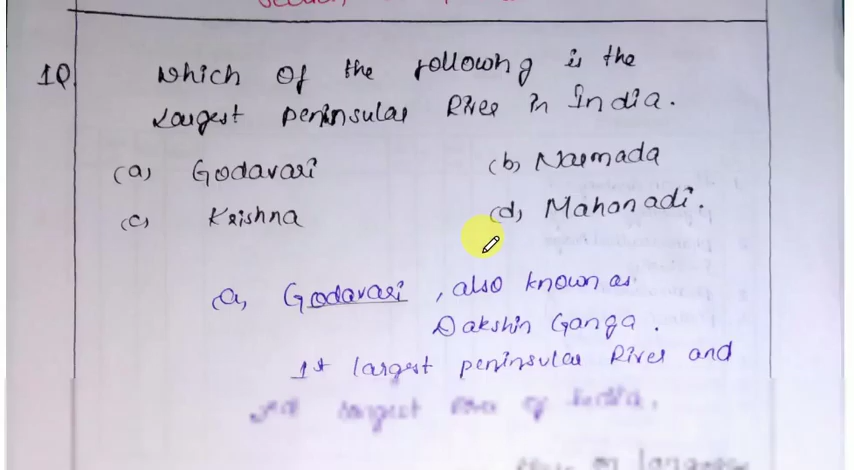 1Q. Which of the following is the
Largest peninsular River in India.
(a) Godavari (b) Narmada
(c) Krishna (d) Mahanadi.
(a) Godavari, also known as
Dakshin Ganga.
1st largest peninsular River and
largest of India.